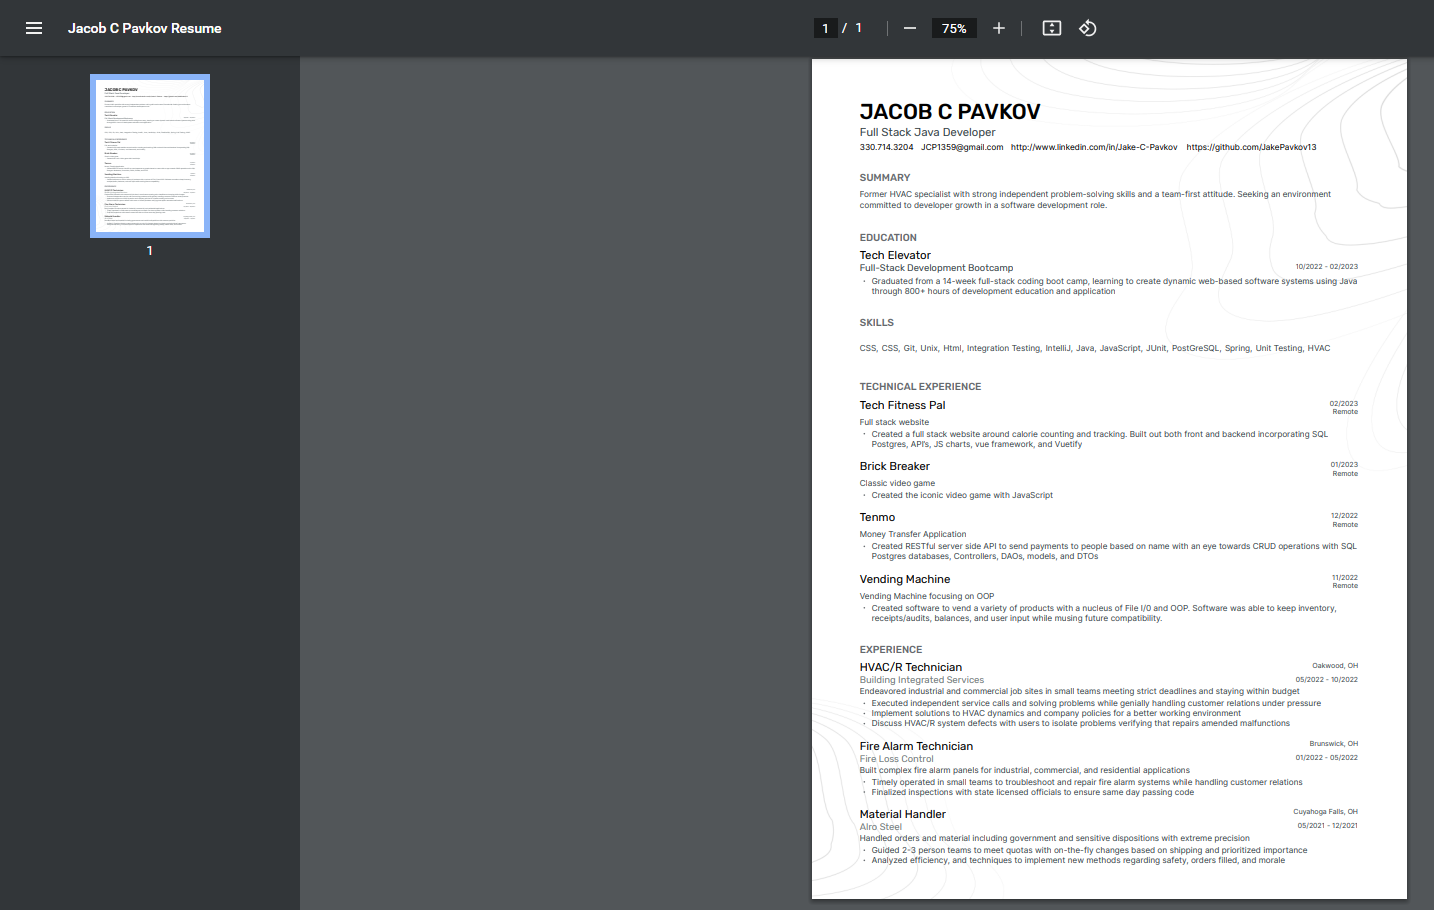 Jacob C Pavkov Resume
1 / 1
75%
1
JACOB C PAVKOV
Full Stack Java Developer
330.714.3204 JCP1359@gmail.com http://www.linkedin.com/in/Jake-C-Pavkov https://github.com/JakePavkov13
SUMMARY
Former HVAC specialist with strong independent problem-solving skills and a team-first attitude. Seeking an environment
committed to developer growth in a software development role.
EDUCATION
Tech Elevator
Full-Stack Development Bootcamp 10/2022 - 02/2023
· Graduated from a 14-week full-stack coding boot camp, learning to create dynamic web-based software systems using Java
through 800+ hours of development education and application
SKILLS
CSS, CSS, Git, Unix, Html, Integration Testing, IntelliJ, Java, JavaScript, JUnit, PostGreSQL, Spring, Unit Testing, HVAC
TECHNICAL EXPERIENCE
Tech Fitness Pal 02/2023
Remote
Full stack website
· Created a full stack website around calorie counting and tracking. Built out both front and backend incorporating SQL
Postgres, API's, JS charts, vue framework, and Vuetify
Brick Breaker 01/2023
Remote
Classic video game
· Created the iconic video game with JavaScript
Tenmo 12/2022
Remote
Money Transfer Application
· Created RESTful server side API to send payments to people based on name with an eye towards CRUD operations with SQL
Postgres databases, Controllers, DAOs, models, and DTOs
Vending Machine 11/2022
Remote
Vending Machine focusing on OOP
· Created software to vend a variety of products with a nucleus of File I/0 and OOP. Software was able to keep inventory,
receipts/audits, balances, and user input while musing future compatibility.
EXPERIENCE
HVAC/R Technician Oakwood, OH
Building Integrated Services 05/2022 - 10/2022
Endeavored industrial and commercial job sites in small teams meeting strict deadlines and staying within budget
· Executed independent service calls and solving problems while genially handling customer relations under pressure
· Implement solutions to HVAC dynamics and company policies for a better working environment
· Discuss HVAC/R system defects with users to isolate problems verifying that repairs amended malfunctions
Fire Alarm Technician Brunswick, OH
Fire Loss Control 01/2022 - 05/2022
Built complex fire alarm panels for industrial, commercial, and residential applications
· Timely operated in small teams to troubleshoot and repair fire alarm systems while handling customer relations
· Finalized inspections with state licensed officials to ensure same day passing code
Material Handler Cuyahoga Falls, OH
Alro Steel 05/2021 - 12/2021
Handled orders and material including government and sensitive dispositions with extreme precision
· Guided 2-3 person teams to meet quotas with on-the-fly changes based on shipping and prioritized importance
· Analyzed efficiency, and techniques to implement new methods regarding safety, orders filled, and morale